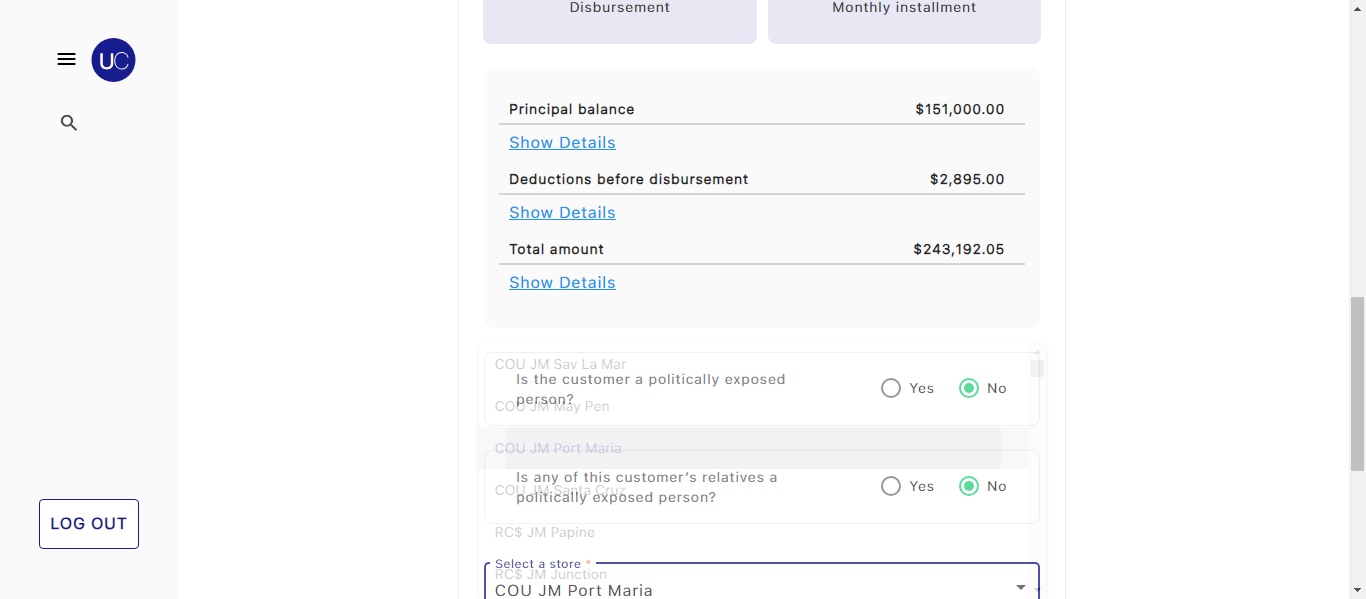 Disbursement
Monthly installment
UC
Principal balance $151,000.00
Show Details
Deductions before disbursement $2,895.00
Show Details
Total amount $243,192.05
Show Details
COU JM Sav La Mar
Is the customer a politically exposed
person?
Yes No
COU JM May Pen
COU JM Port Maria
Is any of this customer’s relatives a
politically exposed person?
Yes No
COU JM Santa Cruz
RC$ JM Papine
Select a store *
RC$ JM Junction
COU JM Port Maria
LOG OUT